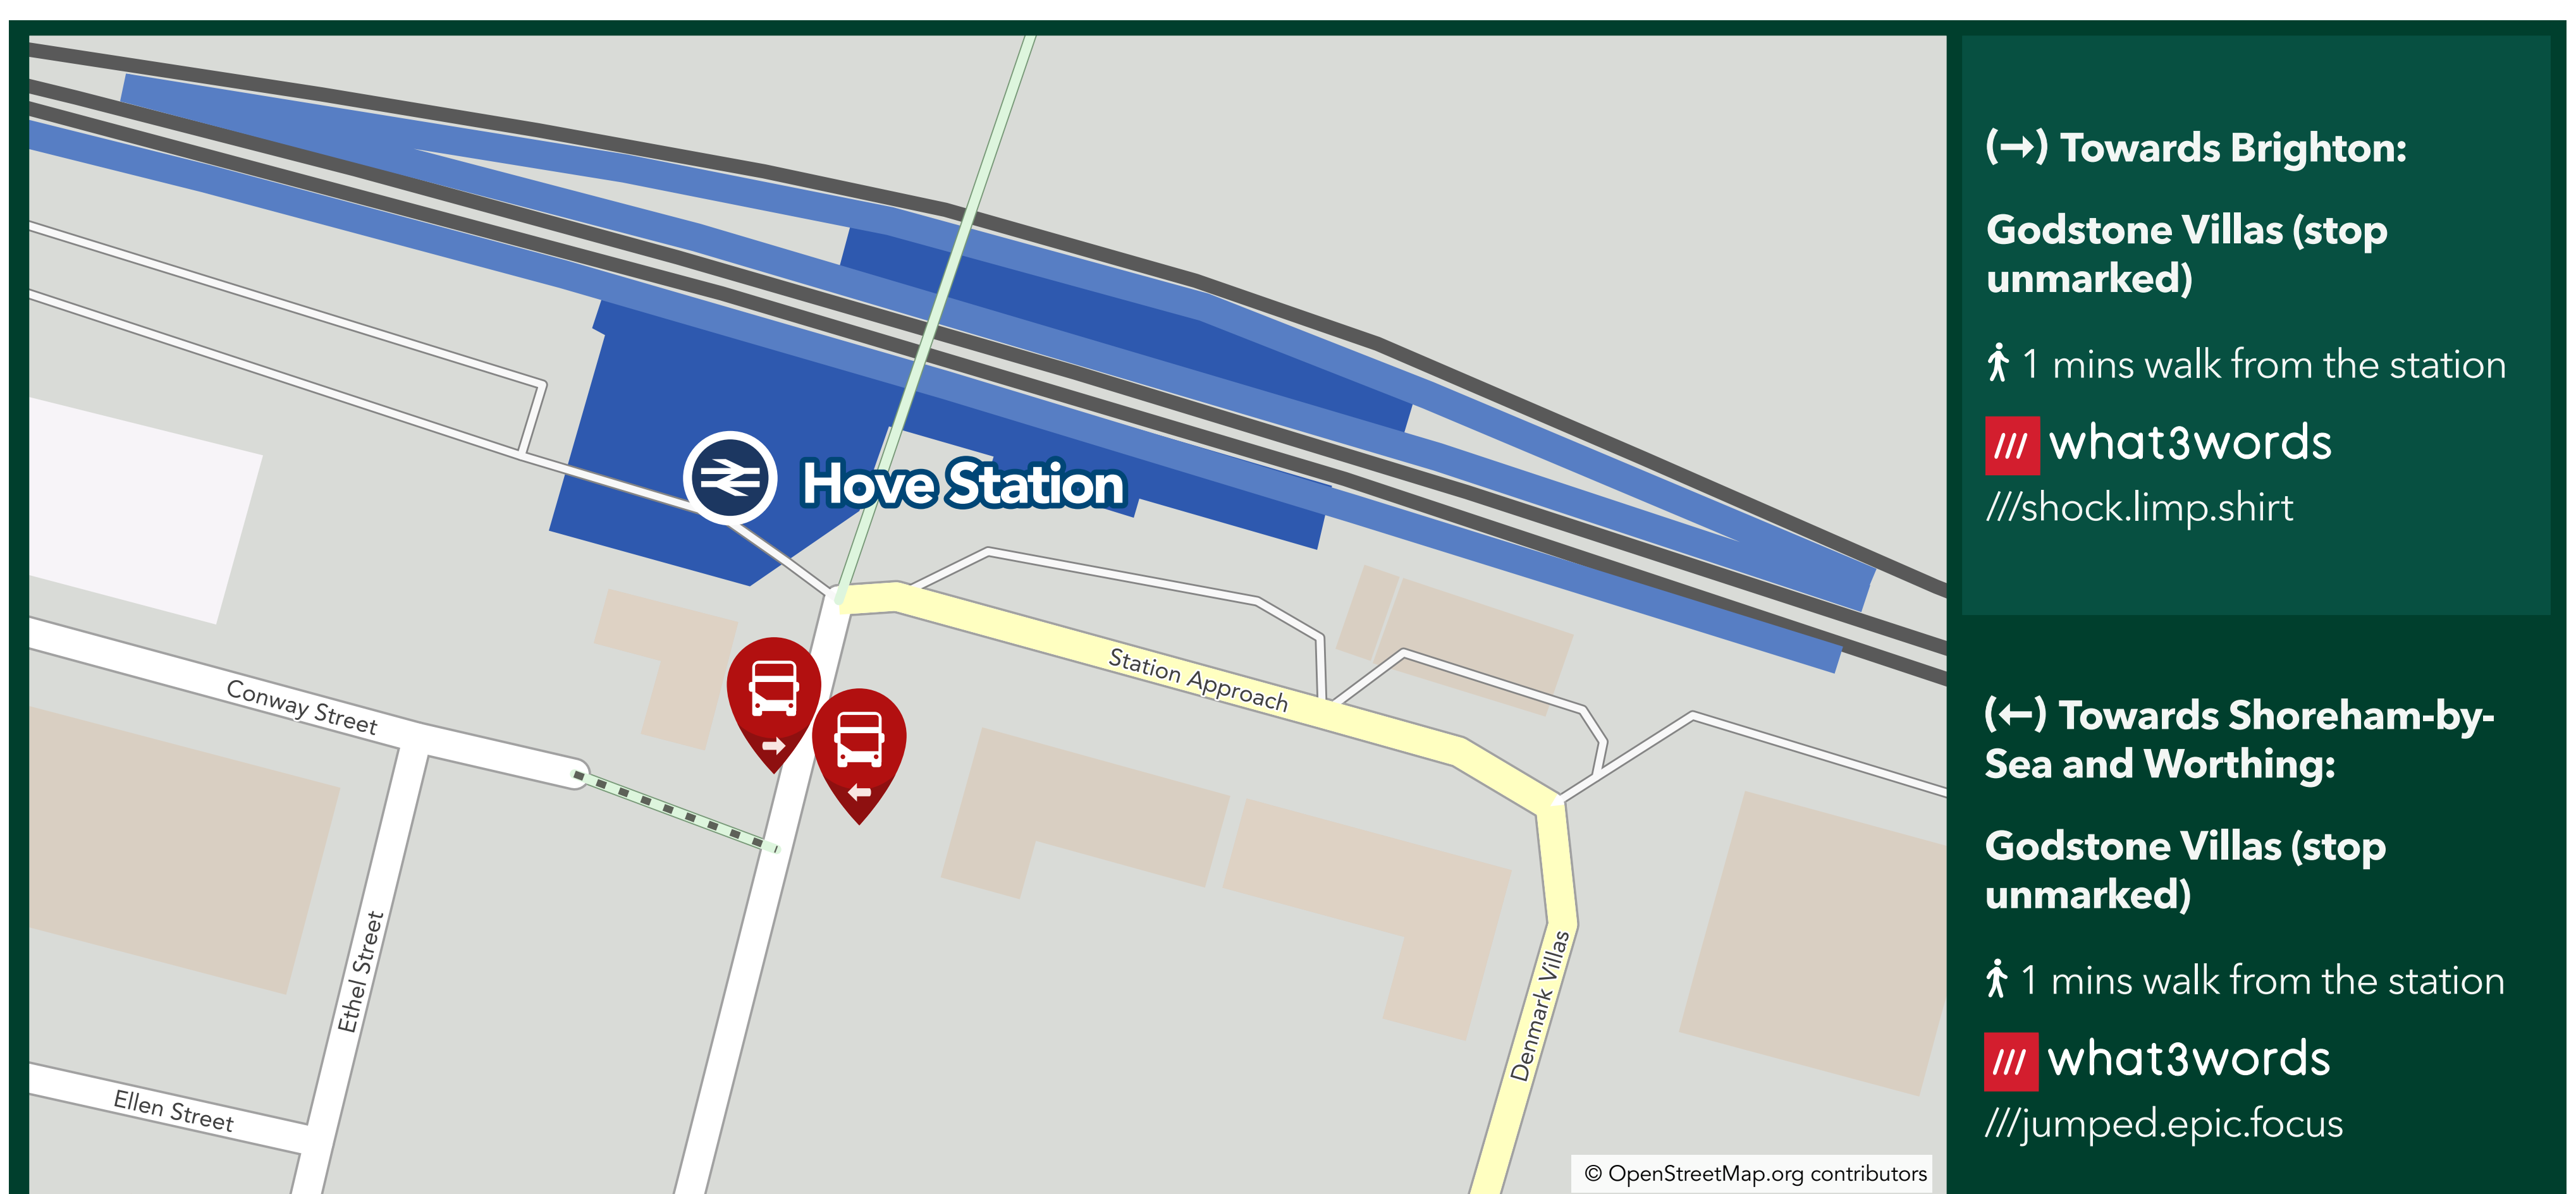 Hove Station
Station Approach
Conway Street
Ethel Street
Ellen Street
Denmark Villas
© OpenStreetMap.org contributors
(→) Towards Brighton:
Godstone Villas (stop
unmarked)
1 mins walk from the station
what3words
///shock.limp.shirt
(←) Towards Shoreham-by-
Sea and Worthing:
Godstone Villas (stop
unmarked)
1 mins walk from the station
what3words
///jumped.epic.focus